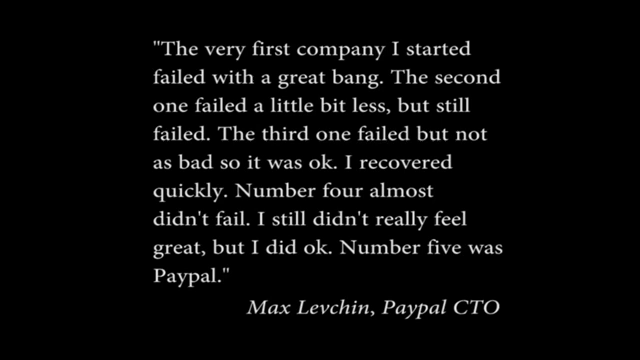 "The very first company I started
failed with a great bang. The second
one failed a little bit less, but still
failed. The third one failed but not
as bad so it was ok. I recovered
quickly. Number four almost
didn't fail. I still didn't really feel
great, but I did ok. Number five was
Paypal."
Max Levchin, Paypal CTO